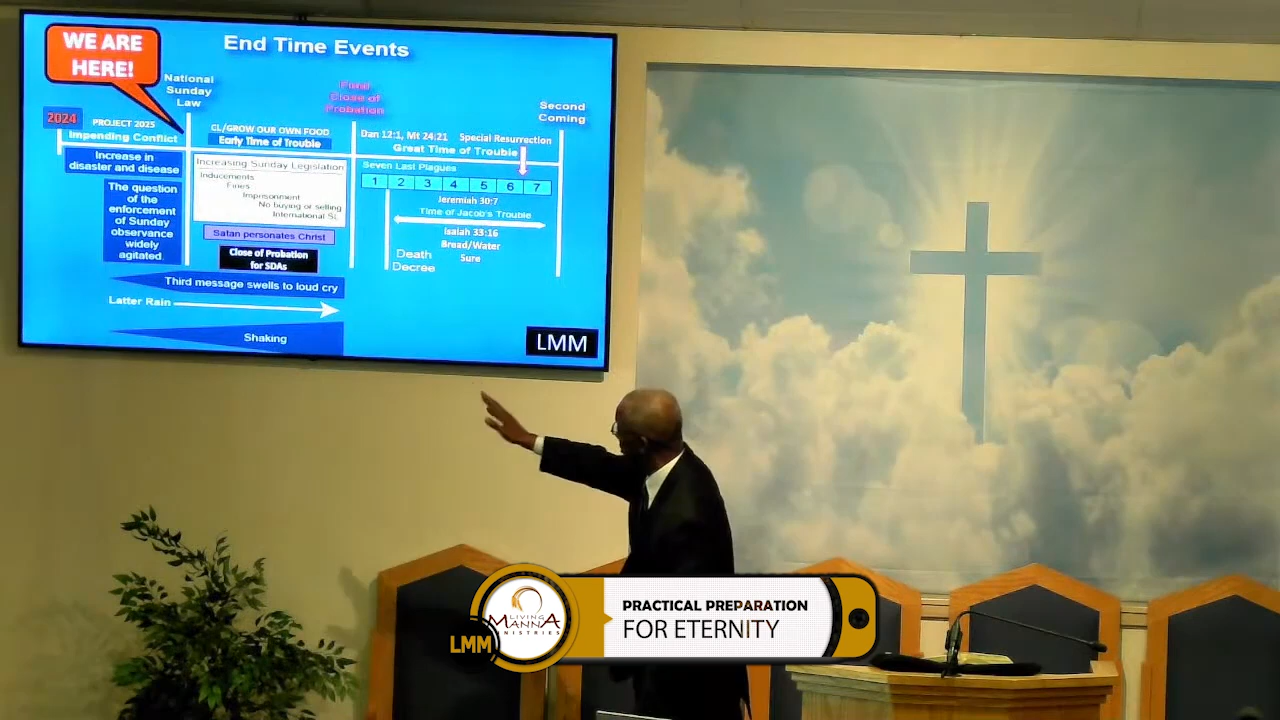 WE ARE
HERE!
End Time Events
National
Sunday
Law
Final
Close of
Probation
Second
Coming
2024
PROJECT 2025
Impending Conflict
CL/GROW OUR OWN FOOD
Early Time of Trouble
Dan 12:1, Mt 24:21 Special Resurrection
Great Time of Trouble
Increase in
disaster and disease
The question
of the
enforcement
of Sunday
observance
widely
agitated.
Increasing Sunday Legislation
Inducements
Fines
Imprisonment
No buying or selling
International SL
Satan personates Christ
Close of Probation
for SDAs
Seven Last Plagues
1 2 3 4 5 6 7
Jeremiah 30:7
Time of Jacob's Trouble
Isaiah 33:16
Bread/Water
Sure
Death
Decree
Third message swells to loud cry
Latter Rain
Shaking
LMM
LIVING
MANNA
MINISTRIES
LMM
PRACTICAL PREPARATION
FOR ETERNITY